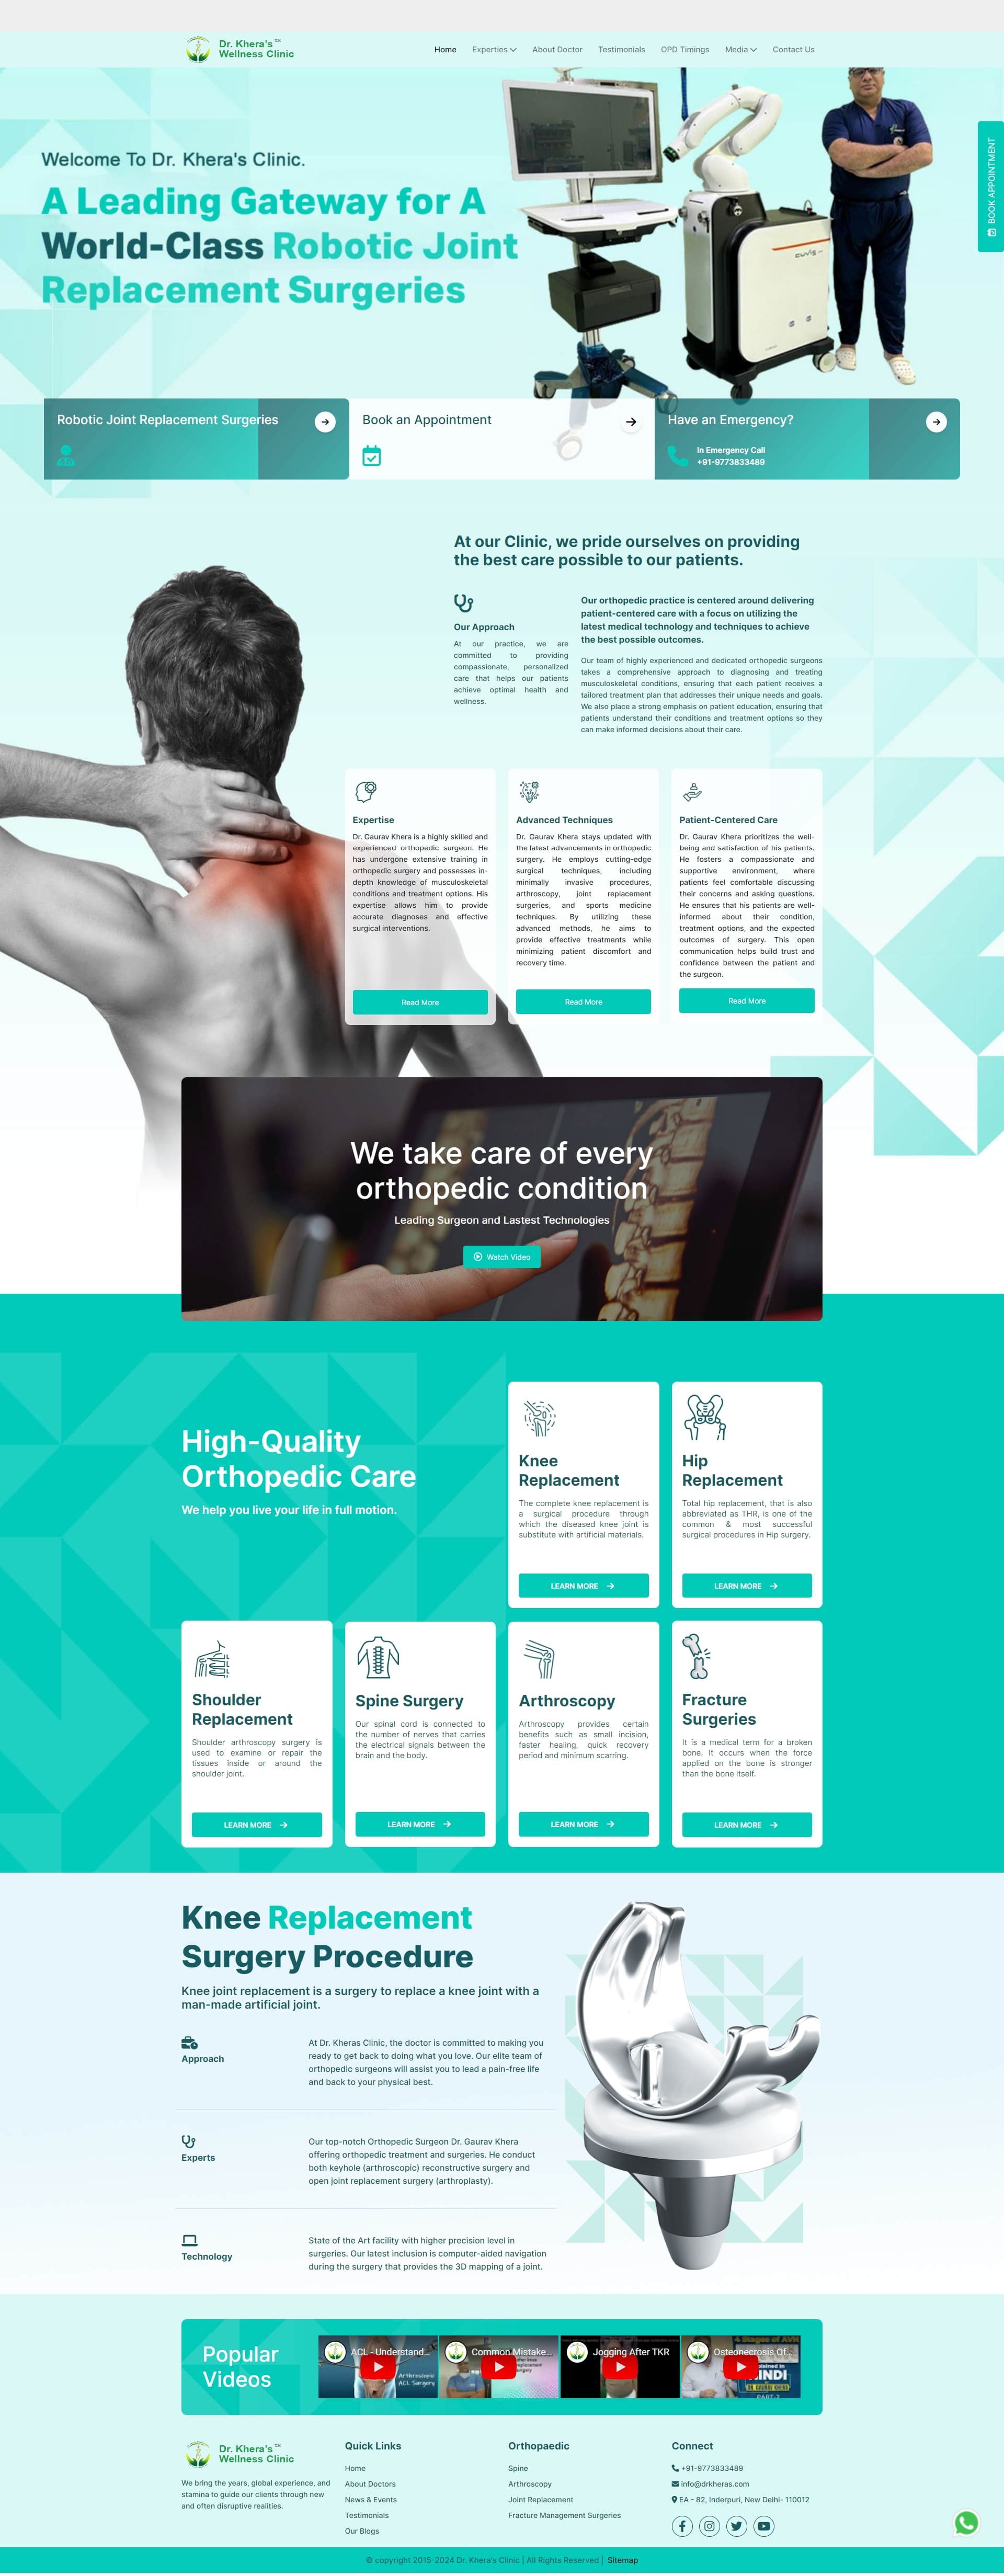 Dr. Khera's™
Wellness Clinic
Home
Experties
About Doctor
Testimonials
OPD Timings
Media
Contact Us
BOOK APPOINTMENT
Welcome To Dr. Khera's Clinic.
A Leading Gateway for A
World-Class Robotic Joint
Replacement Surgeries
CUVIS
Robotic Joint Replacement Surgeries
Book an Appointment
Have an Emergency?
In Emergency Call
+91-9773833489
At our Clinic, we pride ourselves on providing
the best care possible to our patients.
Our Approach
At our practice, we are
committed to providing
compassionate, personalized
care that helps our patients
achieve optimal health and
wellness.
Our orthopedic practice is centered around delivering
patient-centered care with a focus on utilizing the
latest medical technology and techniques to achieve
the best possible outcomes.
Our team of highly experienced and dedicated orthopedic surgeons
takes a comprehensive approach to diagnosing and treating
musculoskeletal conditions, ensuring that each patient receives a
tailored treatment plan that addresses their unique needs and goals.
We also place a strong emphasis on patient education, ensuring that
patients understand their conditions and treatment options so they
can make informed decisions about their care.
Expertise
Dr. Gaurav Khera is a highly skilled and
experienced orthopedic surgeon. He
has undergone extensive training in
orthopedic surgery and possesses in-
depth knowledge of musculoskeletal
conditions and treatment options. His
expertise allows him to provide
accurate diagnoses and effective
surgical interventions.
Read More
Advanced Techniques
Dr. Gaurav Khera stays updated with
the latest advancements in orthopedic
surgery. He employs cutting-edge
surgical techniques, including
minimally invasive procedures,
arthroscopy, joint replacement
surgeries, and sports medicine
techniques. By utilizing these
advanced methods, he aims to
provide effective treatments while
minimizing patient discomfort and
recovery time.
Read More
Patient-Centered Care
Dr. Gaurav Khera prioritizes the well-
being and satisfaction of his patients.
He fosters a compassionate and
supportive environment, where
patients feel comfortable discussing
their concerns and asking questions.
He ensures that his patients are well-
informed about their condition,
treatment options, and the expected
outcomes of surgery. This open
communication helps build trust and
confidence between the patient and
the surgeon.
Read More
We take care of every
orthopedic condition
Leading Surgeon and Lastest Technologies
Watch Video
High-Quality
Orthopedic Care
We help you live your life in full motion.
Knee
Replacement
The complete knee replacement is
a surgical procedure through
which the diseased knee joint is
substitute with artificial materials.
LEARN MORE
Hip
Replacement
Total hip replacement, that is also
abbreviated as THR, is one of the
common & most successful
surgical procedures in Hip surgery.
LEARN MORE
Shoulder
Replacement
Shoulder arthroscopy surgery is
used to examine or repair the
tissues inside or around the
shoulder joint.
LEARN MORE
Spine Surgery
Our spinal cord is connected to
the number of nerves that carries
the electrical signals between the
brain and the body.
LEARN MORE
Arthroscopy
Arthroscopy provides certain
benefits such as small incision,
faster healing, quick recovery
period and minimum scarring.
LEARN MORE
Fracture
Surgeries
It is a medical term for a broken
bone. It occurs when the force
applied on the bone is stronger
than the bone itself.
LEARN MORE
Knee Replacement
Surgery Procedure
Knee joint replacement is a surgery to replace a knee joint with a
man-made artificial joint.
Approach
At Dr. Kheras Clinic, the doctor is committed to making you
ready to get back to doing what you love. Our elite team of
orthopedic surgeons will assist you to lead a pain-free life
and back to your physical best.
Experts
Our top-notch Orthopedic Surgeon Dr. Gaurav Khera
offering orthopedic treatment and surgeries. He conduct
both keyhole (arthroscopic) reconstructive surgery and
open joint replacement surgery (arthroplasty).
Technology
State of the Art facility with higher precision level in
surgeries. Our latest inclusion is computer-aided navigation
during the surgery that provides the 3D mapping of a joint.
Popular
Videos
ACL - Understand...
Arthroscopic
ACL Surgery
Common Mistake...
Jogging After TKR
Osteonecrosis Of...
4 Stages of AVN
HINDI
PART-2
Dr. Khera's™
Wellness Clinic
We bring the years, global experience, and
stamina to guide our clients through new
and often disruptive realities.
Quick Links
Home
About Doctors
News & Events
Testimonials
Our Blogs
Orthopaedic
Spine
Arthroscopy
Joint Replacement
Fracture Management Surgeries
Connect
+91-9773833489
info@drkheras.com
EA - 82, Inderpuri, New Delhi- 110012
© copyright 2015-2024 Dr. Khera's Clinic | All Rights Reserved | Sitemap